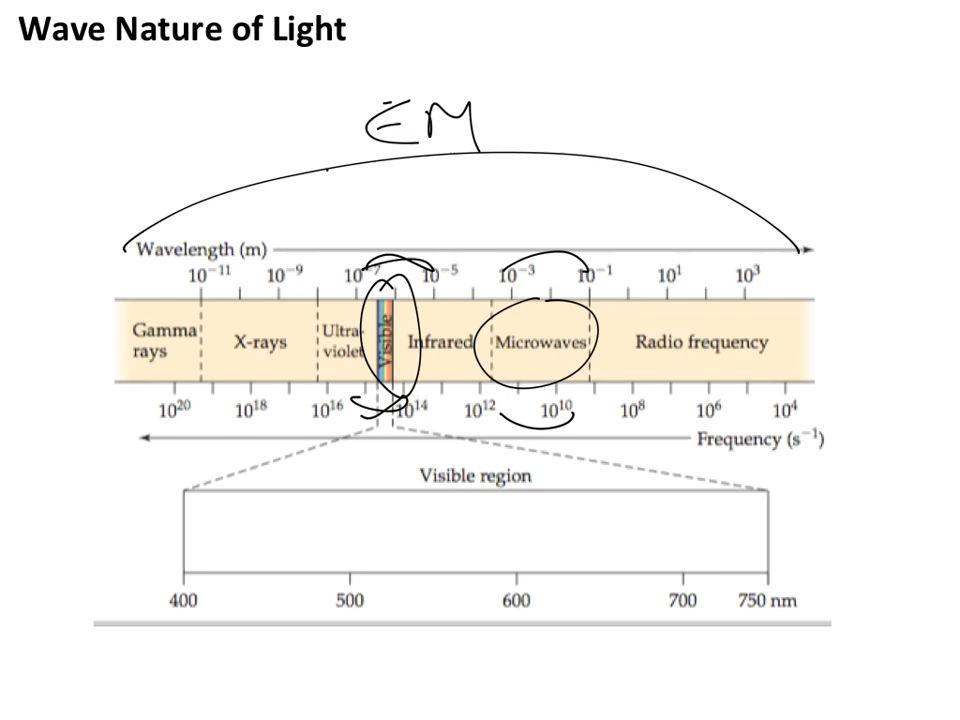 Wave Nature of Light
EM
Wavelength (m)
10⁻¹¹ 10⁻⁹ 10⁻⁷ 10⁻⁵ 10⁻³ 10⁻¹ 10¹ 10³
Gamma rays X-rays Ultra-violet Visible Infrared Microwaves Radio frequency
10²⁰ 10¹⁸ 10¹⁶ 10¹⁴ 10¹² 10¹⁰ 10⁸ 10⁶ 10⁴
Frequency (s⁻¹)
Visible region
400 500 600 700 750 nm